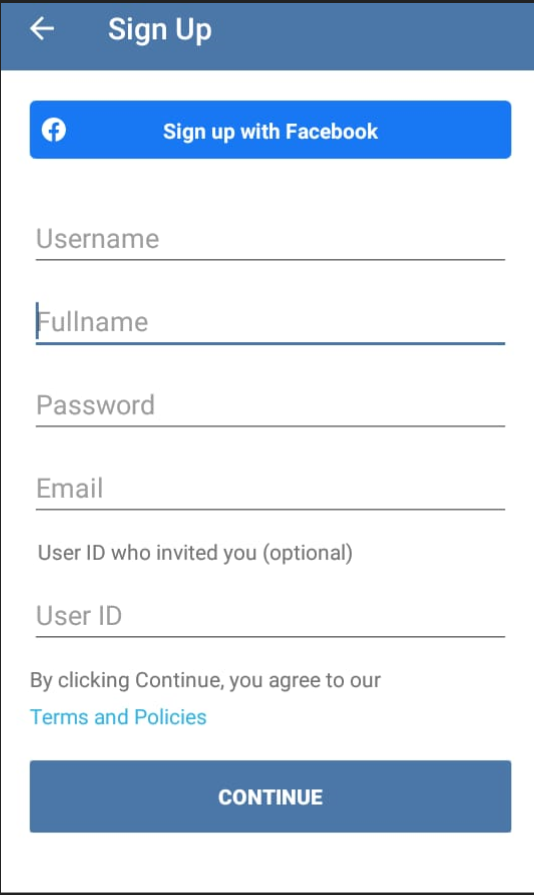 Sign Up
Sign up with Facebook
Username
Fullname
Password
Email
User ID who invited you (optional)
User ID
By clicking Continue, you agree to our
Terms and Policies
CONTINUE